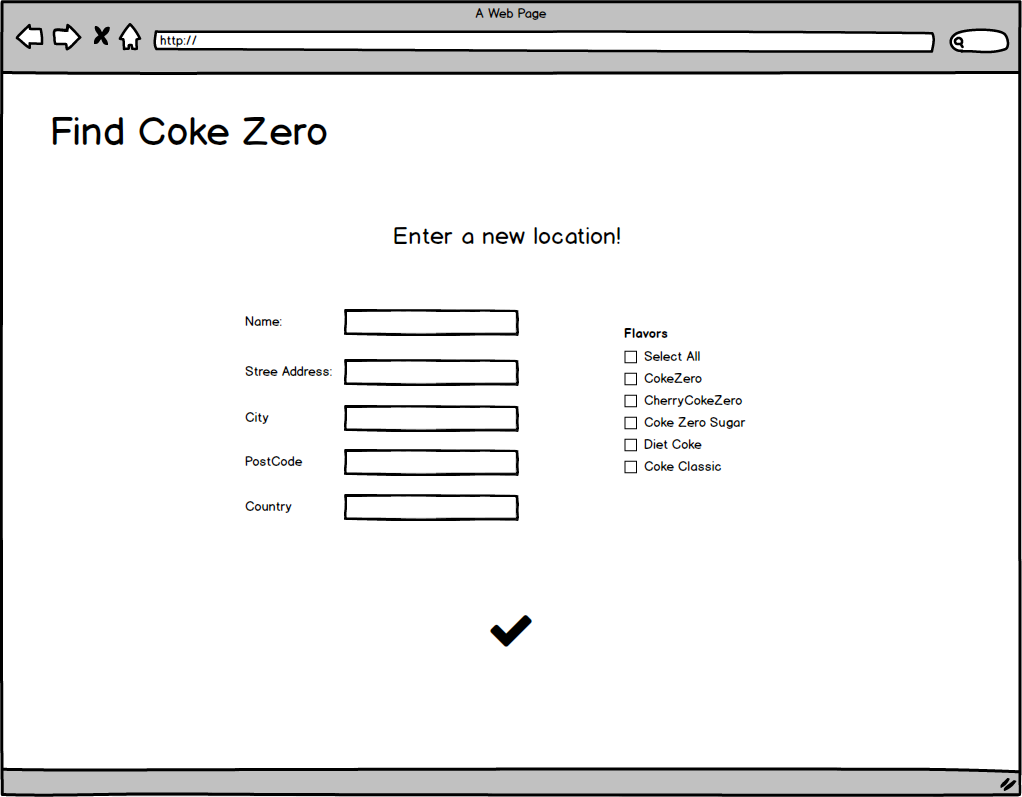 A Web Page
http://
Find Coke Zero
Enter a new location!
Name:
Stree Address:
City
PostCode
Country
Flavors
Select All
CokeZero
CherryCokeZero
Coke Zero Sugar
Diet Coke
Coke Classic